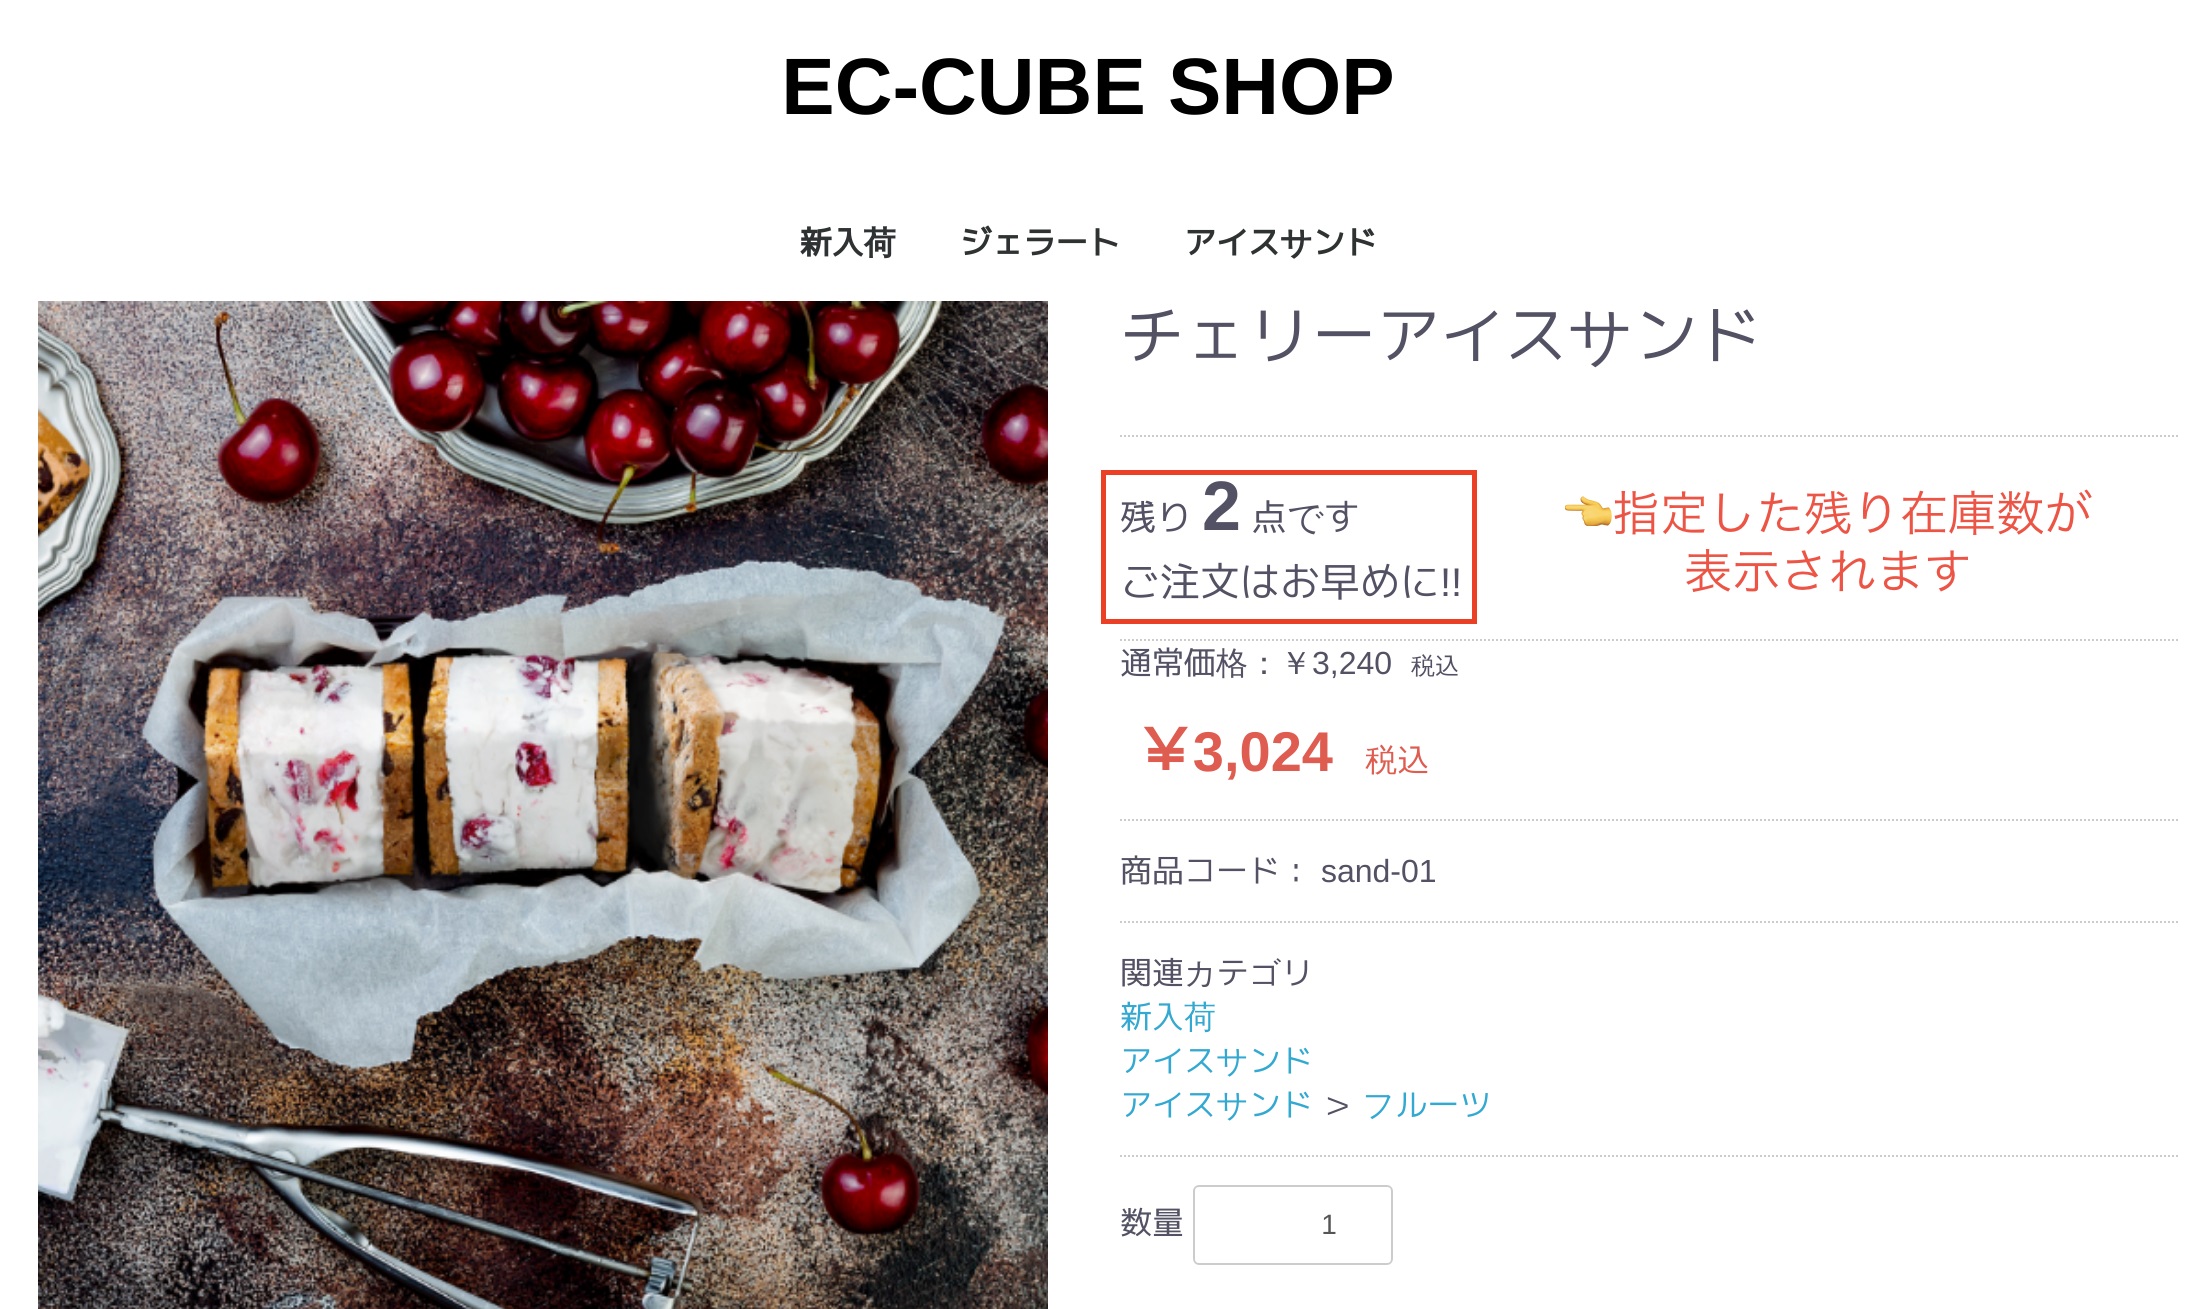 EC-CUBE SHOP
新入荷 ジェラート アイスサンド
チェリーアイスサンド
残り 2 点です
ご注文はお早めに!!
👈指定した残り在庫数が
表示されます
通常価格：￥3,240 税込
￥3,024 税込
商品コード： sand-01
関連カテゴリ
新入荷
アイスサンド
アイスサンド ＞ フルーツ
数量 1